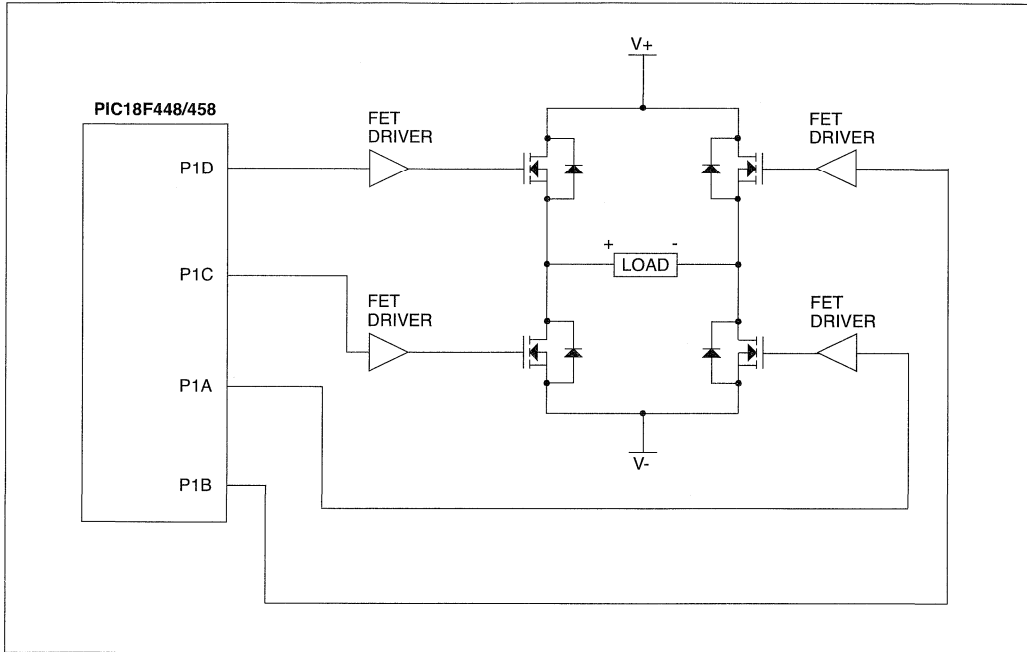 V+
PIC18F448/458
FET
DRIVER
FET
DRIVER
P1D
+ -
LOAD
P1C
FET
DRIVER
FET
DRIVER
P1A
V-
P1B